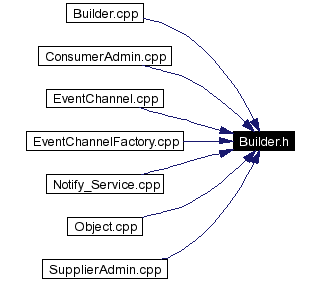 Builder.cpp
ConsumerAdmin.cpp
EventChannel.cpp
EventChannelFactory.cpp
Builder.h
Notify_Service.cpp
Object.cpp
SupplierAdmin.cpp